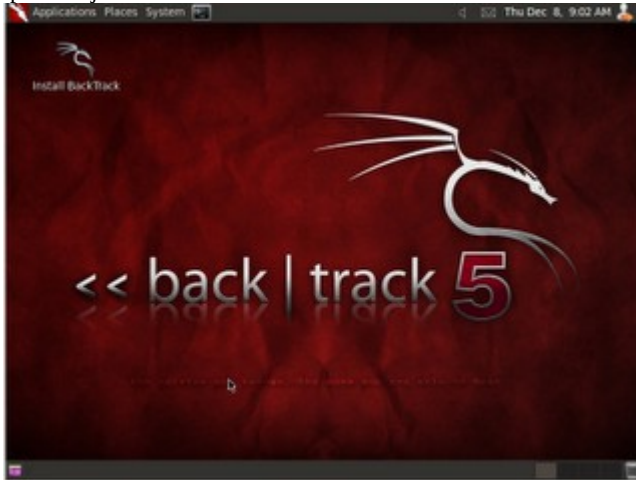 Applications Places System
Thu Dec 8, 9:02 AM
Install BackTrack
<< back | track 5